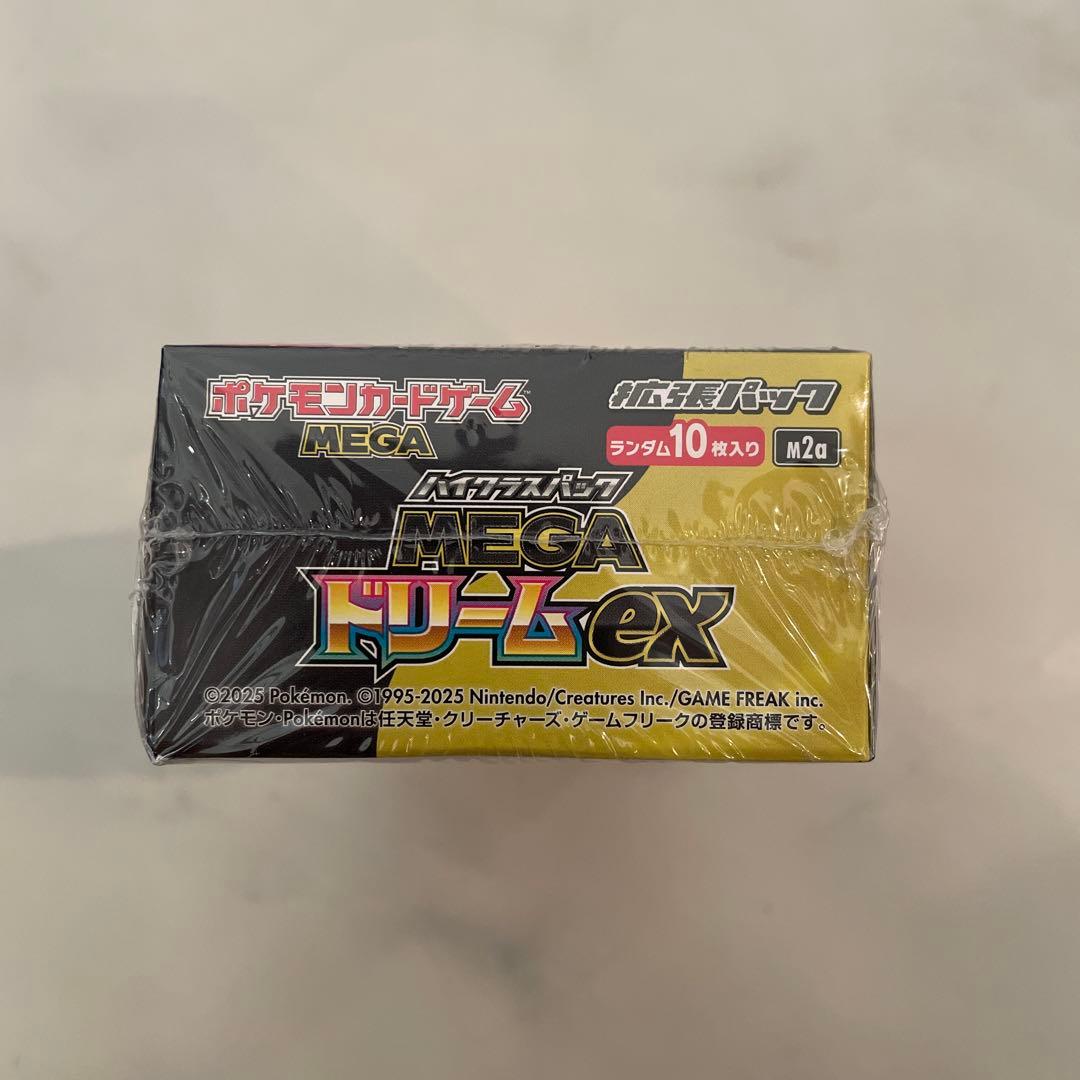 ポケモンカードゲーム™
MEGA
拡張パック
ランダム10枚入り
M2a
ハイクラスパック
MEGA
ドリームex
©2025 Pokémon. ©1995-2025 Nintendo/Creatures Inc./GAME FREAK inc.
ポケモン・Pokémonは任天堂・クリーチャーズ・ゲームフリークの登録商標です。